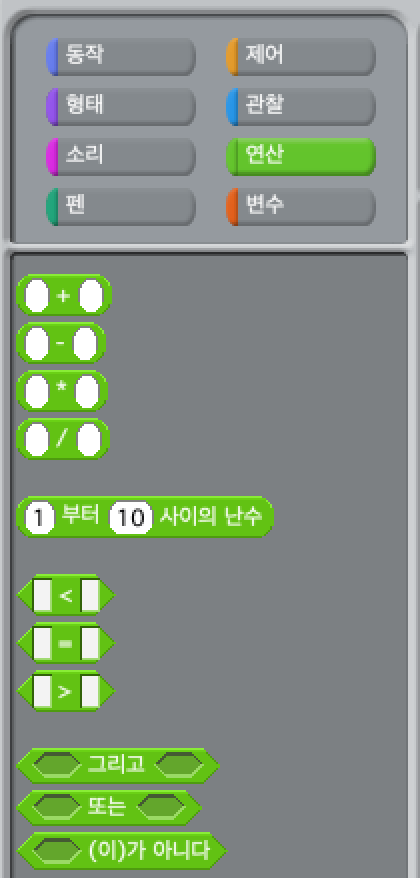 동작 제어
형태 관찰
소리 연산
펜 변수
+
-
*
/
1 부터 10 사이의 난수
<
=
>
그리고
또는
(이)가 아니다